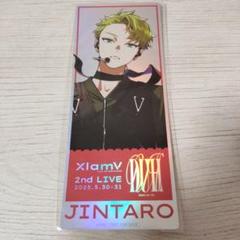 V
XlamV
2nd LIVE
2025.5.30-31
JINTARO